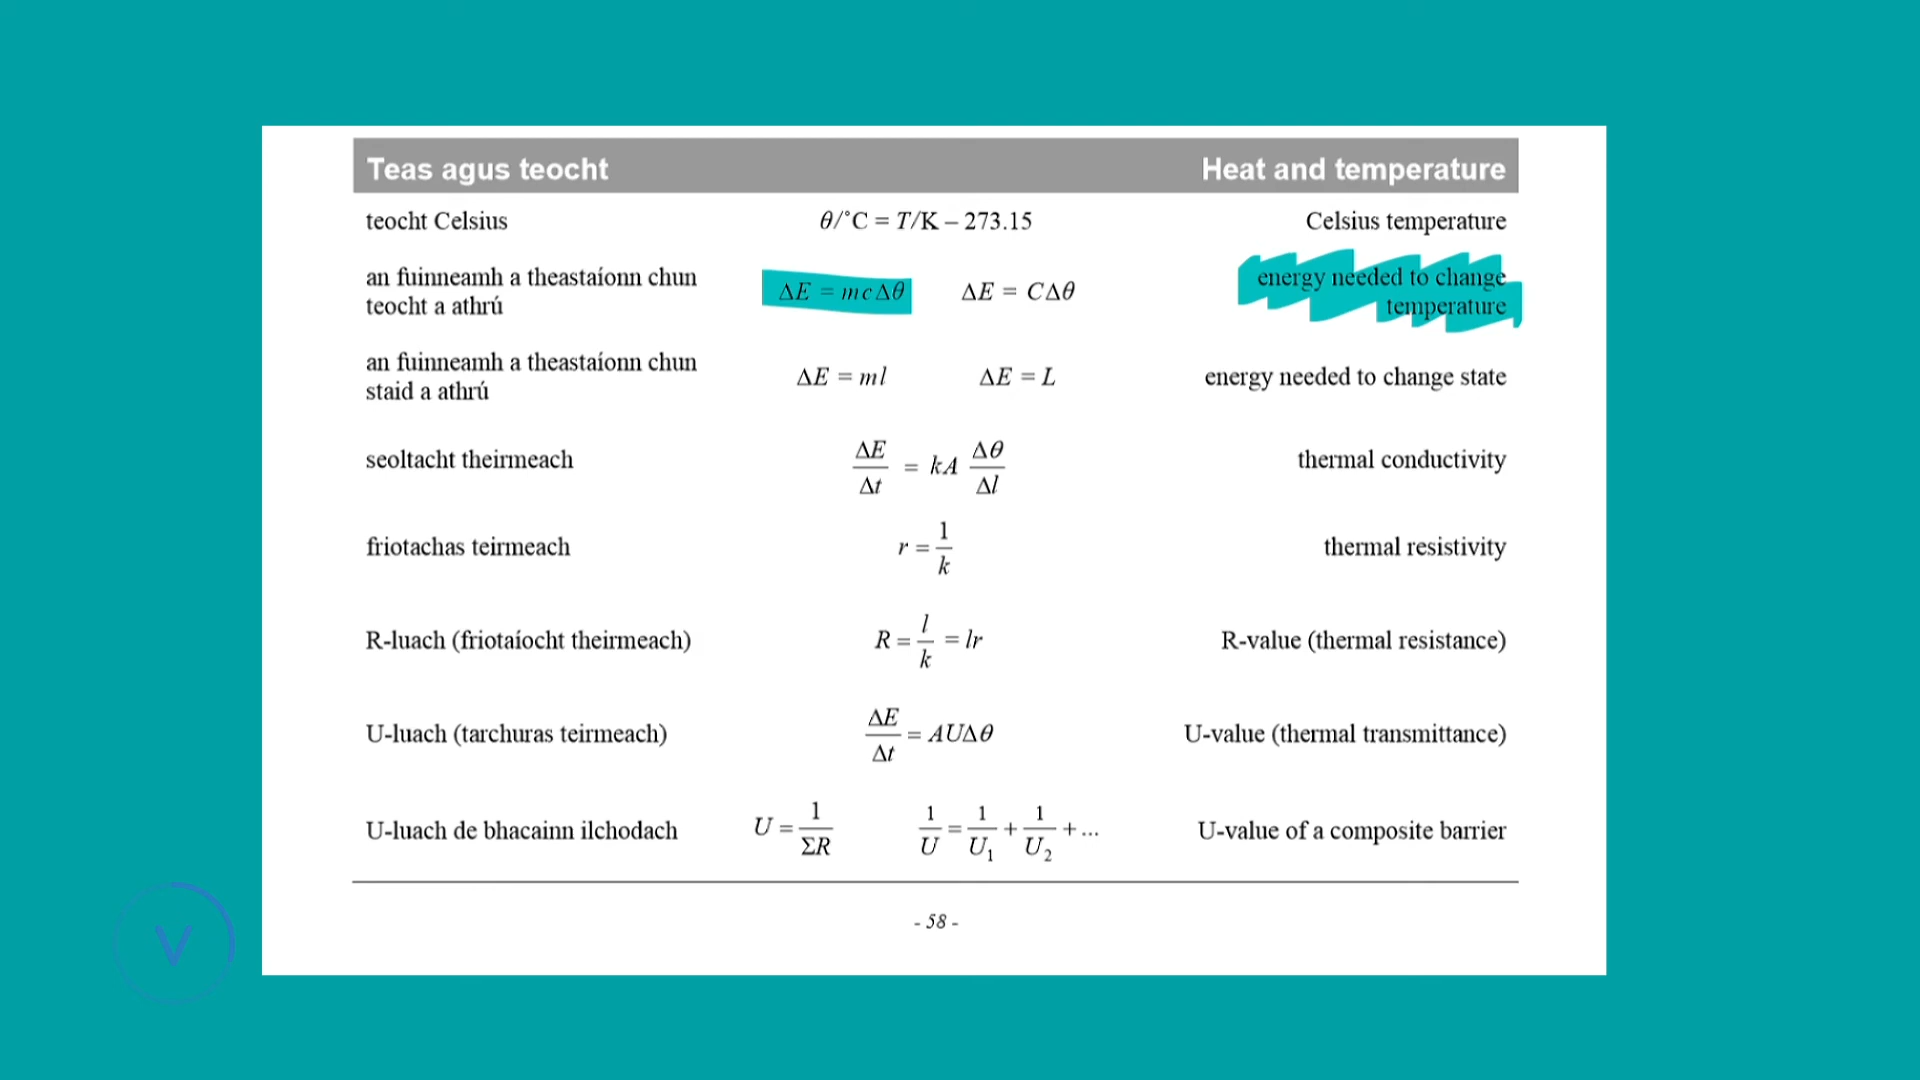 Teas agus teocht Heat and temperature
teocht Celsius θ/˚C = T/K – 273.15 Celsius temperature
an fuinneamh a theastaíonn chun teocht a athrú ΔE = mcΔθ ΔE = CΔθ energy needed to change temperature
an fuinneamh a theastaíonn chun staid a athrú ΔE = ml ΔE = L energy needed to change state
seoltacht theirmeach ΔE/Δt = kA Δθ/Δl thermal conductivity
friotachas teirmeach r = 1/k thermal resistivity
R-luach (friotaíocht theirmeach) R = l/k = lr R-value (thermal resistance)
U-luach (tarchuras teirmeach) ΔE/Δt = AUΔθ U-value (thermal transmittance)
U-luach de bhacainn ilchodach U = 1/ΣR 1/U = 1/U₁ + 1/U₂ + ... U-value of a composite barrier
- 58 -
V